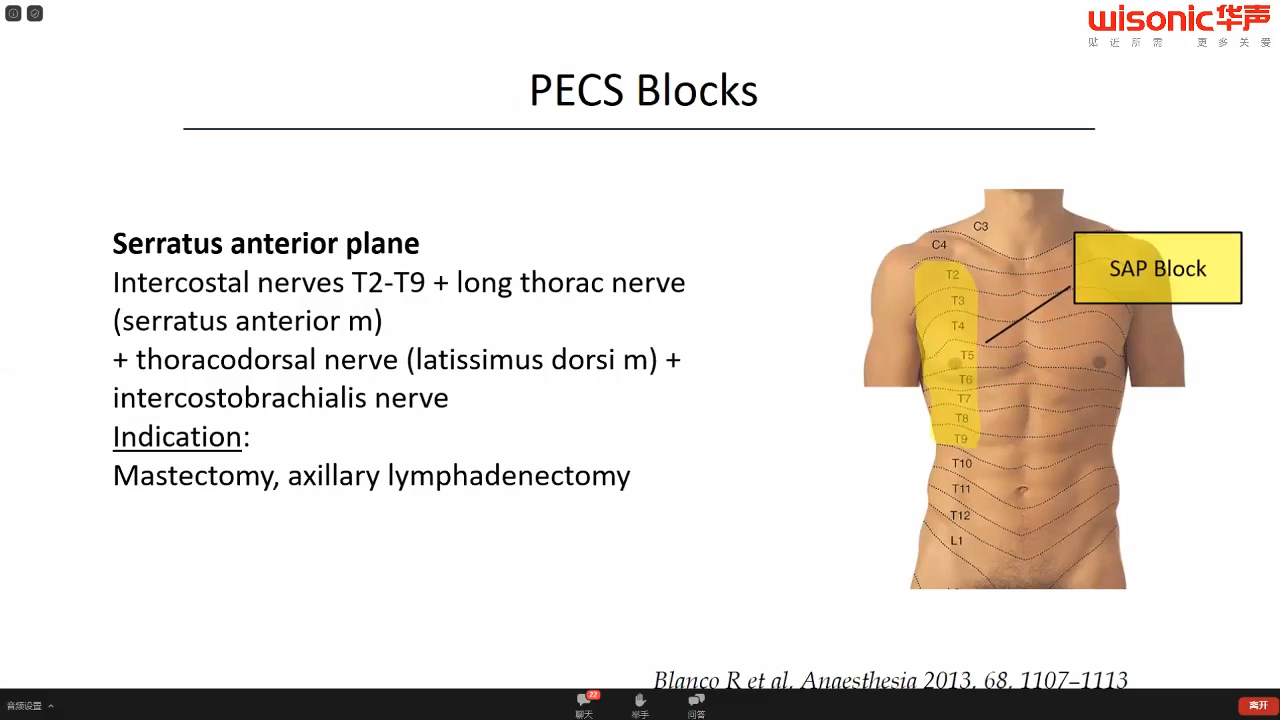 wisonic华声
贴近所需 更多关爱
PECS Blocks
Serratus anterior plane
Intercostal nerves T2-T9 + long thorac nerve
(serratus anterior m)
+ thoracodorsal nerve (latissimus dorsi m) +
intercostobrachialis nerve
Indication:
Mastectomy, axillary lymphadenectomy
C3
C4
SAP Block
T2
T3
T4
T5
T6
T7
T8
T9
T10
T11
T12
L1
Blanco R et al. Anaesthesia 2013. 68. 1107–1113
音频设置
22
聊天
举手
问答
离开